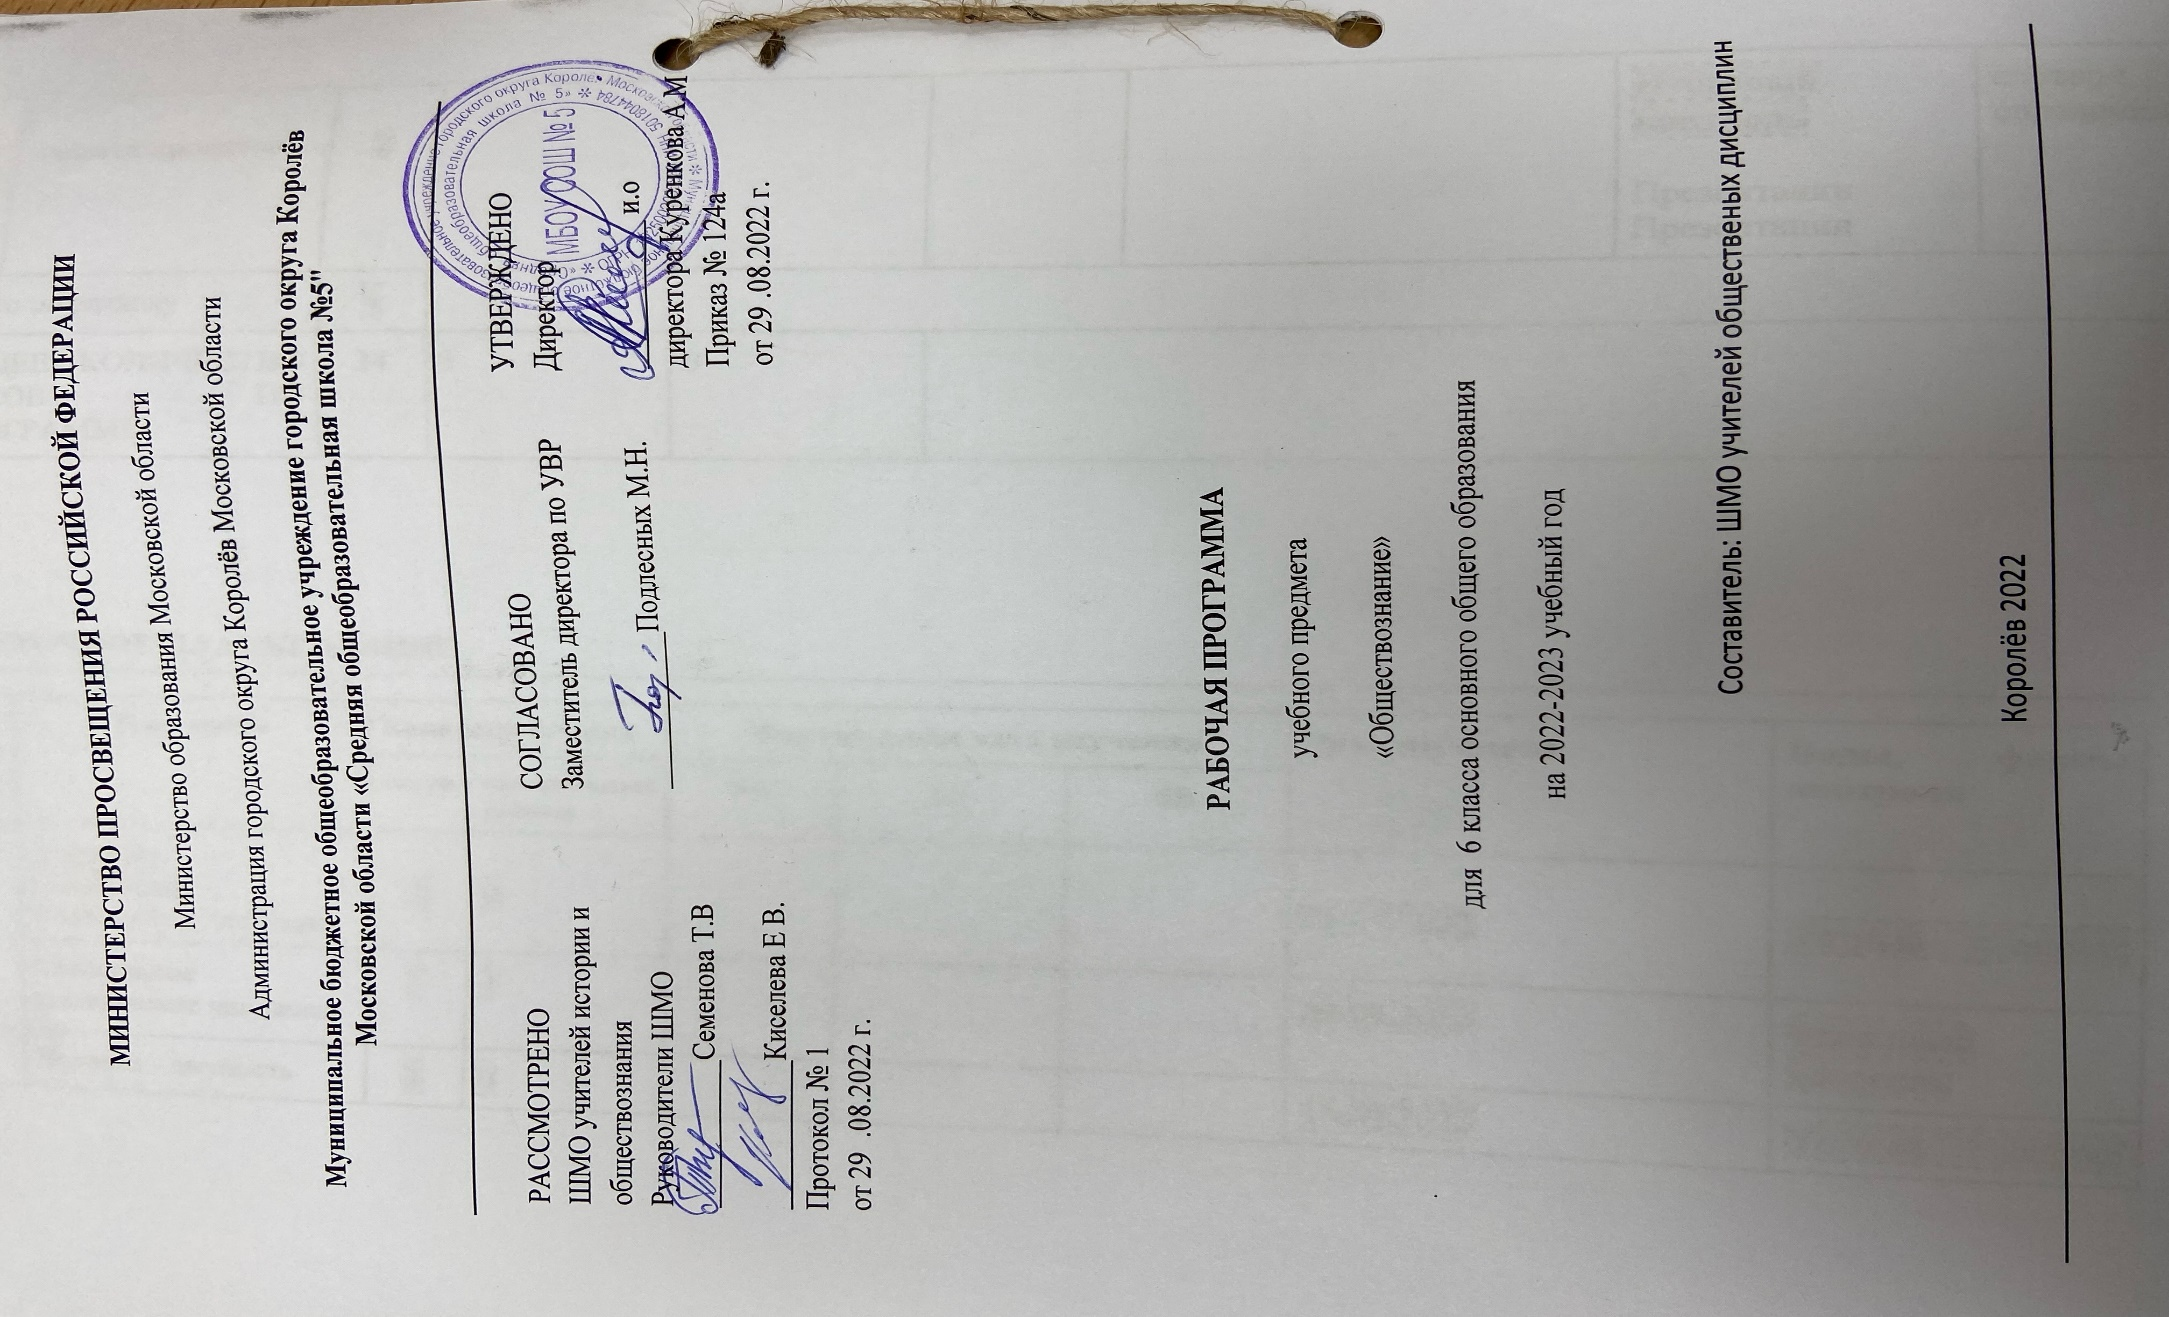 МИНИСТЕРСТВО ПРОСВЕЩЕНИЯ РОССИЙСКОЙ ФЕДЕРАЦИИ
Министерство образования Московской области
Администрация городского округа Королёв Московской области
Муниципальное бюджетное общеобразовательное учреждение городского округа Королёв
Московской области «Средняя общеобразовательная школа №5"
РАССМОТРЕНО
ШМО учителей истории и
обществознания
Руководители ШМО
Семенова Т.В
Киселева Е В.
Протокол № 1
от 29 .08.2022 г.
СОГЛАСОВАНО
Заместитель директора по УВР
Подлесных М.Н.
УТВЕРЖДЕНО
Директор
и.о
директора Куренкова А.М
Приказ № 124а
от 29 .08.2022 г.
МБОУ СОШ № 5
РАБОЧАЯ ПРОГРАММА
учебного предмета
«Обществознание»
для 6 класса основного общего образования
на 2022-2023 учебный год
Составитель: ШМО учителей общественых дисциплин
Королёв 2022